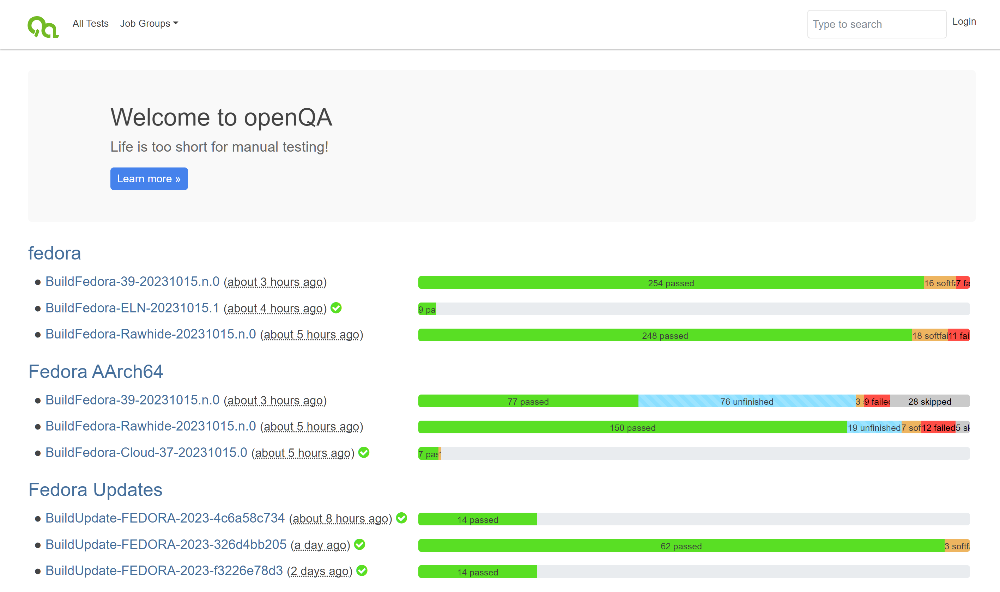 All Tests Job Groups Type to search Login
Welcome to openQA
Life is too short for manual testing!
Learn more »
fedora
BuildFedora-39-20231015.n.0 (about 3 hours ago) 254 passed 16 softfa 7 fa
BuildFedora-ELN-20231015.1 (about 4 hours ago) 9 pa
BuildFedora-Rawhide-20231015.n.0 (about 5 hours ago) 248 passed 18 softfai 11 fai
Fedora AArch64
BuildFedora-39-20231015.n.0 (about 3 hours ago) 77 passed 76 unfinished 3 9 failed 28 skipped
BuildFedora-Rawhide-20231015.n.0 (about 5 hours ago) 150 passed 19 unfinished 7 sof 12 failed 5 sk
BuildFedora-Cloud-37-20231015.0 (about 5 hours ago) 7 pas 1
Fedora Updates
BuildUpdate-FEDORA-2023-4c6a58c734 (about 8 hours ago) 14 passed
BuildUpdate-FEDORA-2023-326d4bb205 (a day ago) 62 passed 3 softfa
BuildUpdate-FEDORA-2023-f3226e78d3 (2 days ago) 14 passed